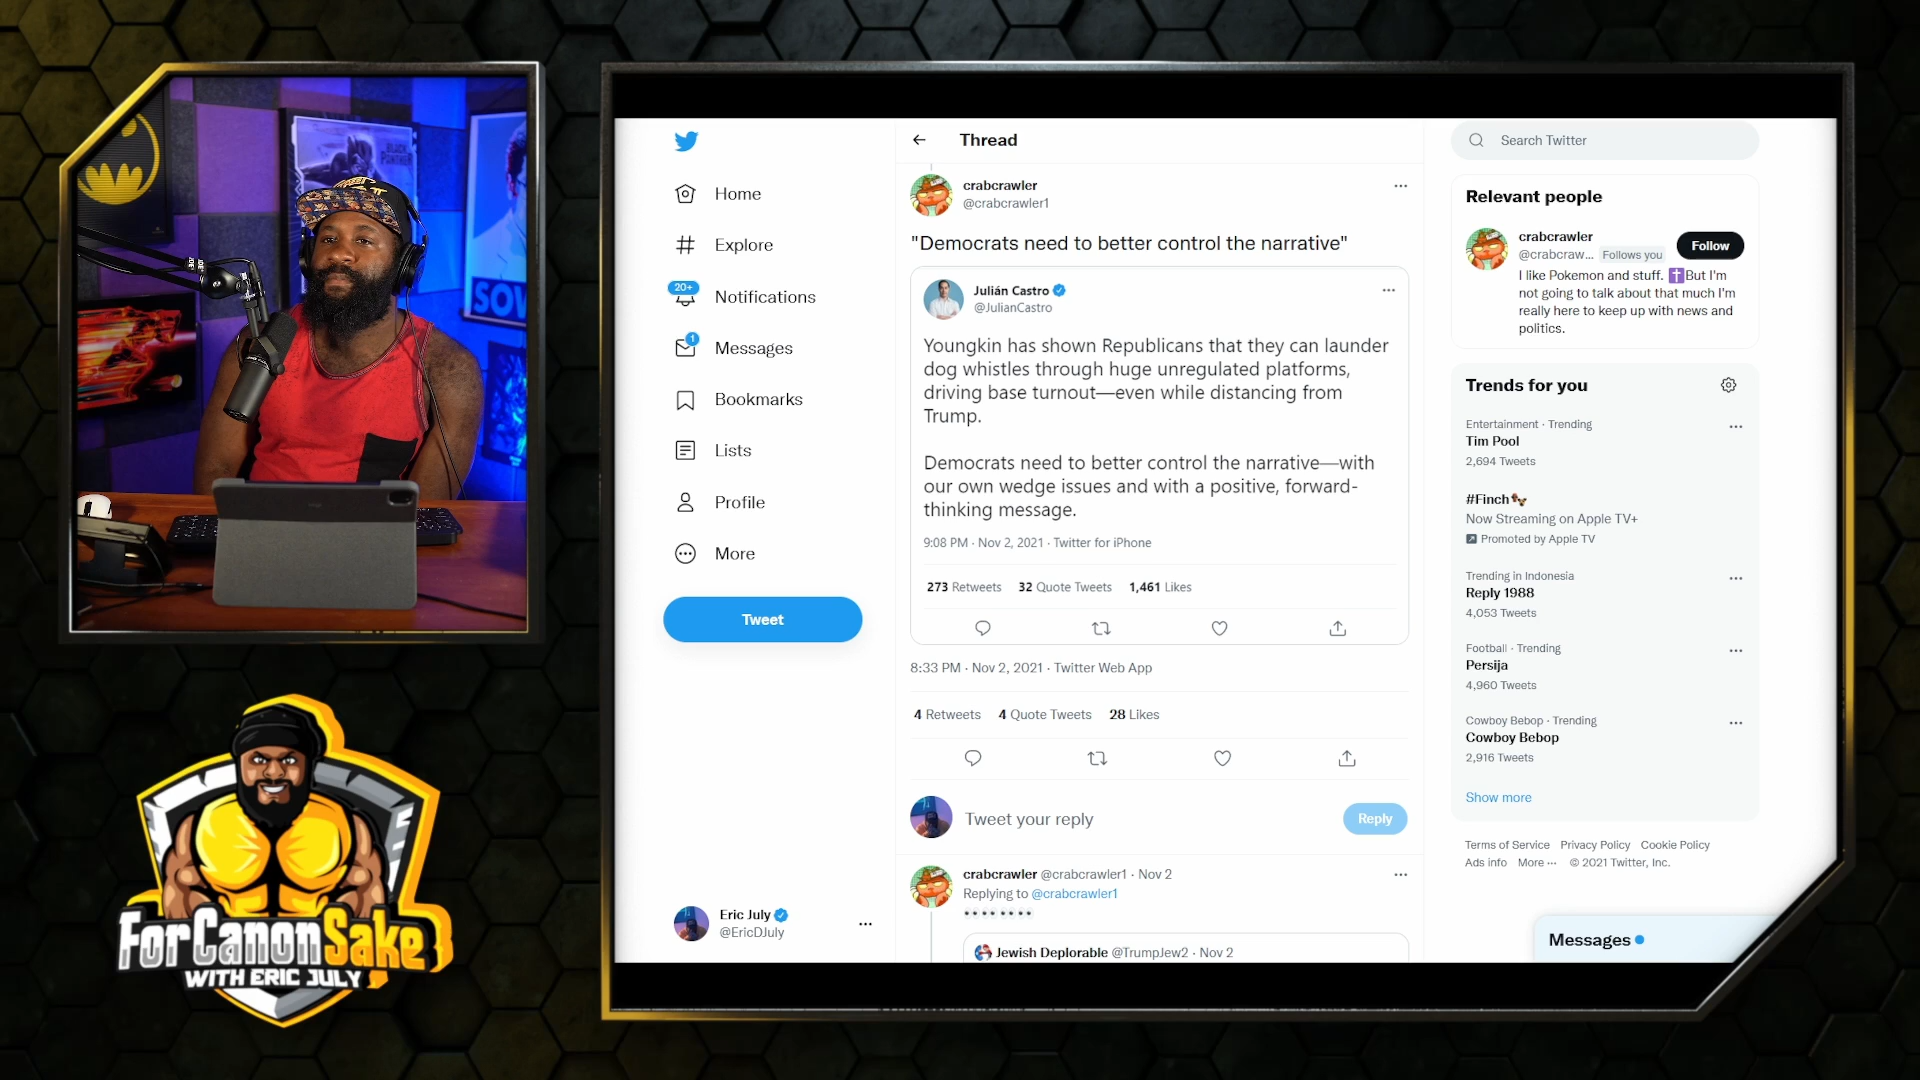 BLACK
PANTHER
SOW
ForCanonSake
WITH ERIC JULY
Home
Explore
20+
Notifications
1
Messages
Bookmarks
Lists
Profile
More
Tweet
Eric July
@EricDJuly
Thread
crabcrawler
@crabcrawler1
"Democrats need to better control the narrative"
Julián Castro
@JulianCastro
Youngkin has shown Republicans that they can launder
dog whistles through huge unregulated platforms,
driving base turnout—even while distancing from
Trump.
Democrats need to better control the narrative—with
our own wedge issues and with a positive, forward-
thinking message.
9:08 PM · Nov 2, 2021 · Twitter for iPhone
273 Retweets 32 Quote Tweets 1,461 Likes
8:33 PM · Nov 2, 2021 · Twitter Web App
4 Retweets 4 Quote Tweets 28 Likes
Tweet your reply
Reply
crabcrawler @crabcrawler1 · Nov 2
Replying to @crabcrawler1
Jewish Deplorable @TrumpJew2 · Nov 2
Search Twitter
Relevant people
crabcrawler
@crabcraw... Follows you
Follow
I like Pokemon and stuff. ✝️But I'm
not going to talk about that much I'm
really here to keep up with news and
politics.
Trends for you
Entertainment · Trending
Tim Pool
2,694 Tweets
#Finch
Now Streaming on Apple TV+
Promoted by Apple TV
Trending in Indonesia
Reply 1988
4,053 Tweets
Football · Trending
Persija
4,960 Tweets
Cowboy Bebop · Trending
Cowboy Bebop
2,916 Tweets
Show more
Terms of Service Privacy Policy Cookie Policy
Ads info More ··· © 2021 Twitter, Inc.
Messages